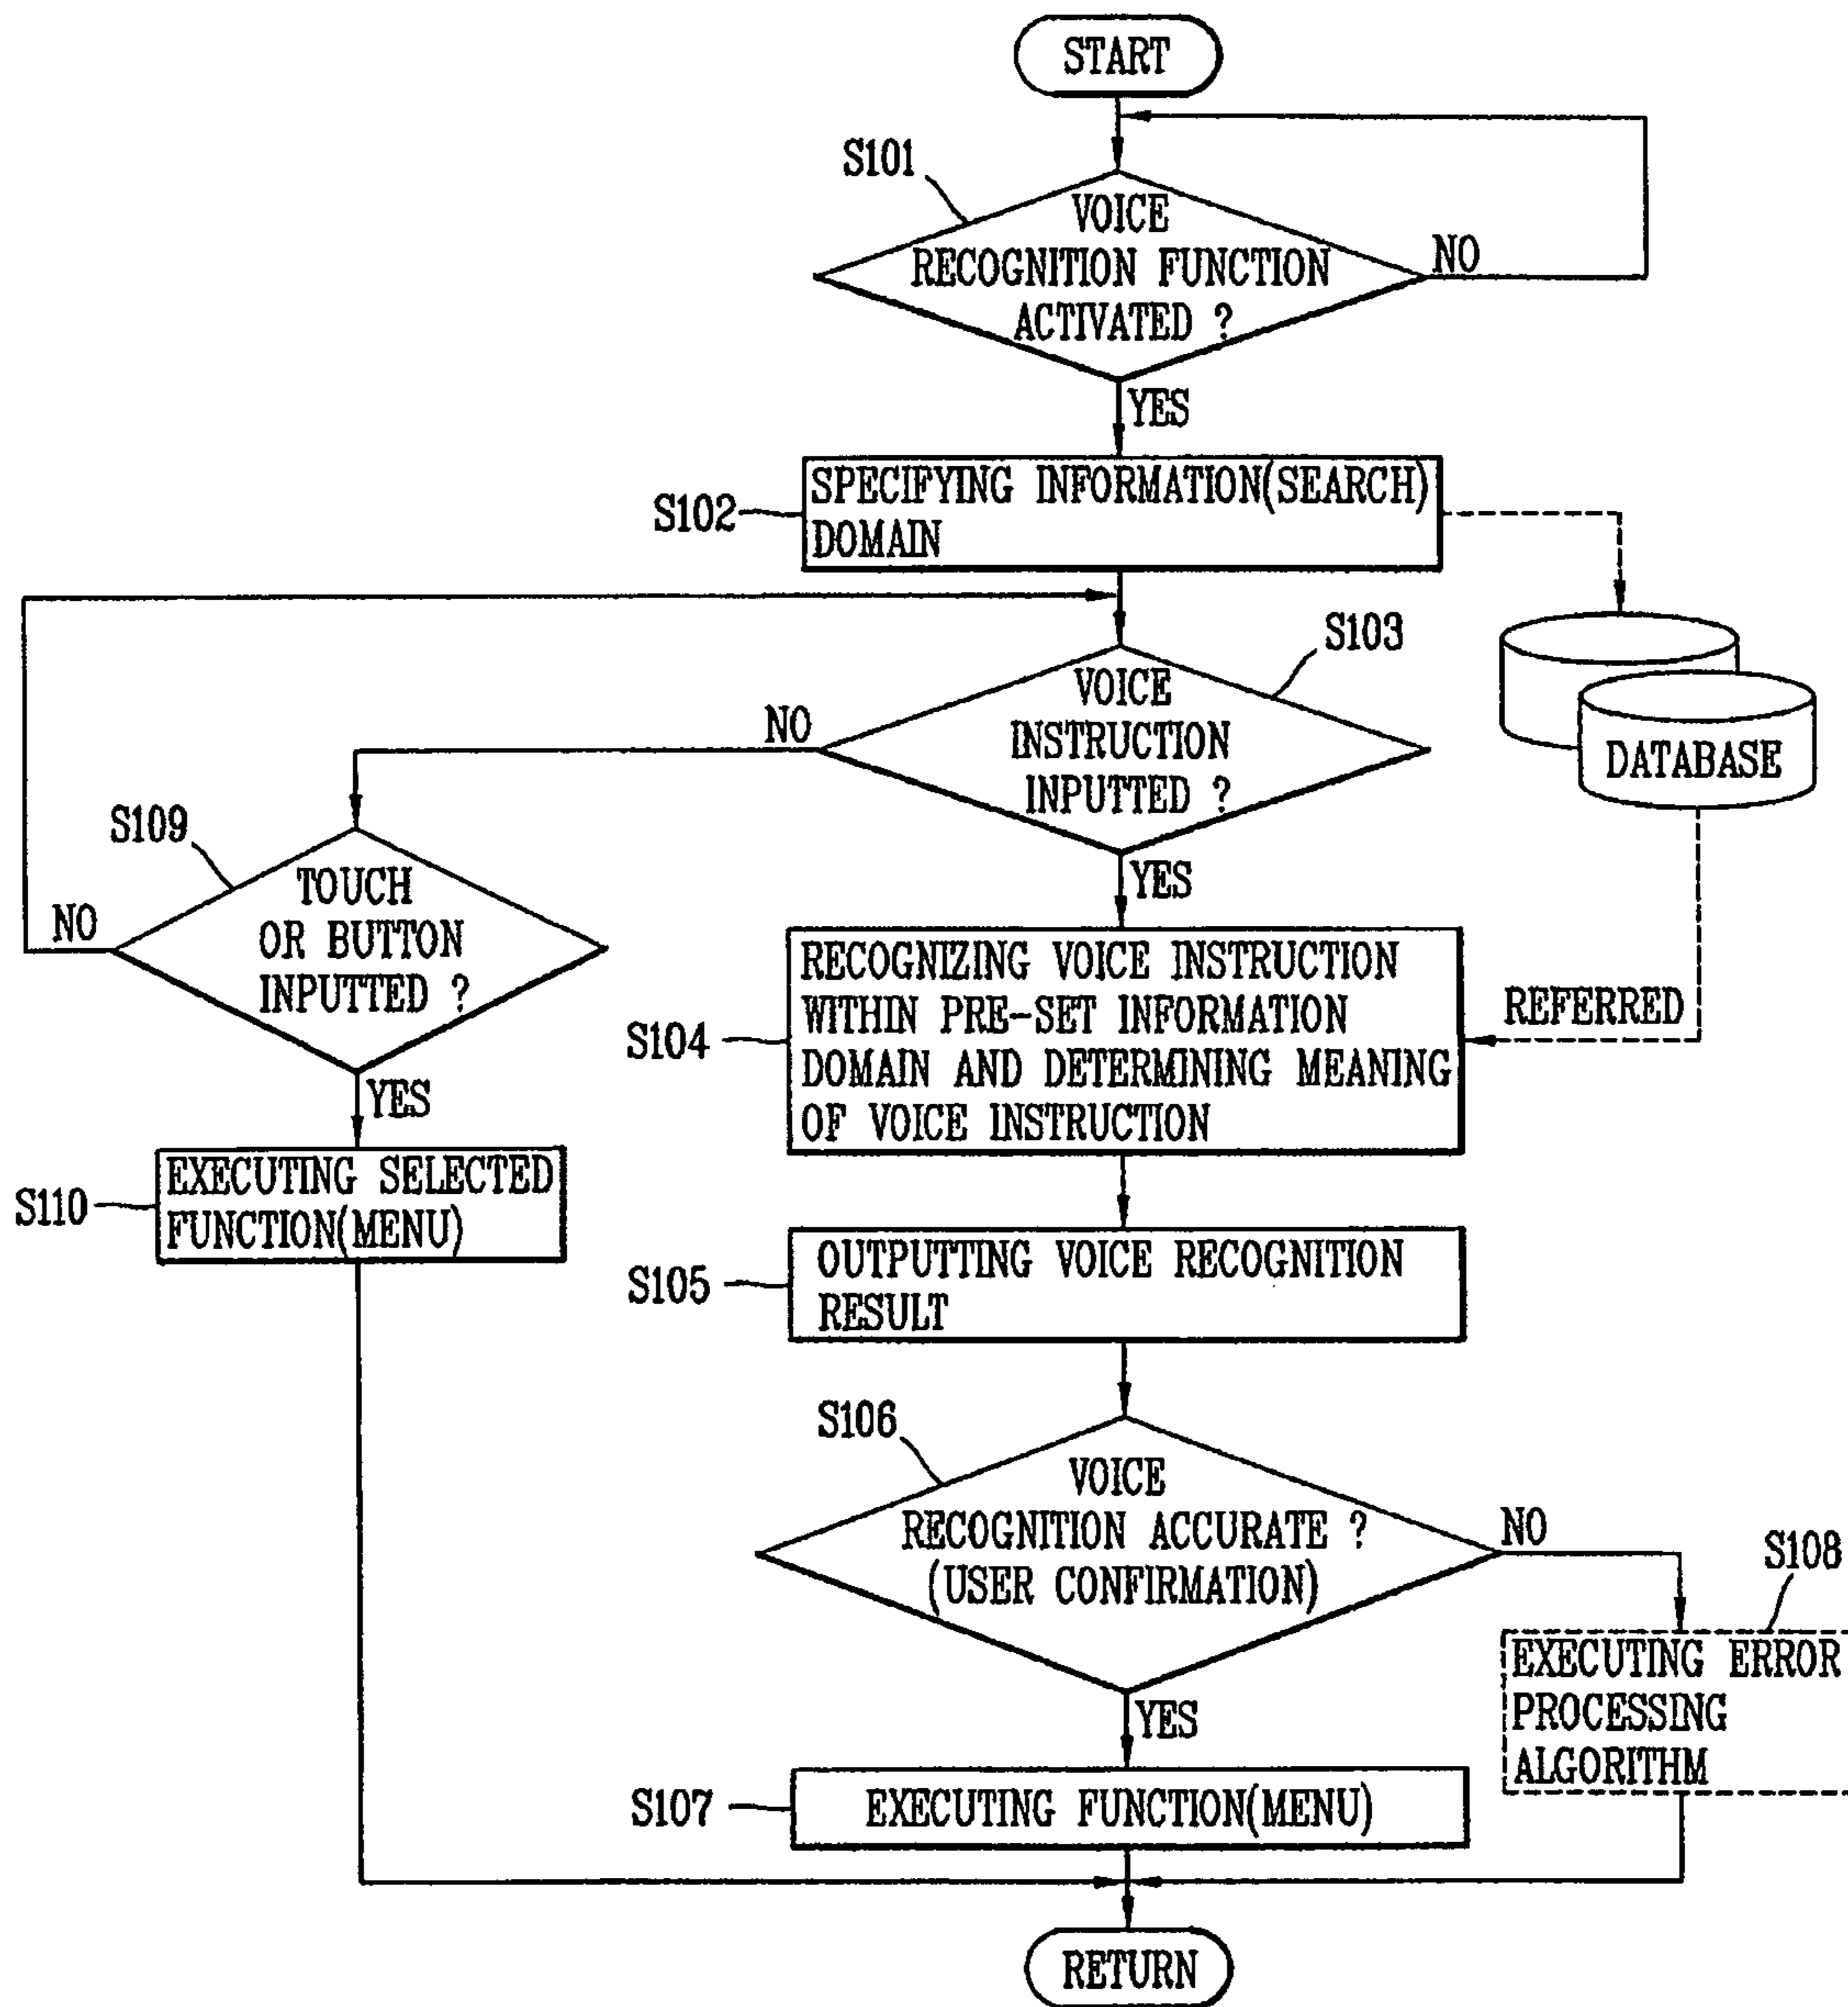 START
S101
VOICE
RECOGNITION FUNCTION
ACTIVATED ?
NO
YES
S102
SPECIFYING INFORMATION(SEARCH)
DOMAIN
S103
VOICE
INSTRUCTION
INPUTTED ?
NO
YES
DATABASE
S109
TOUCH
OR BUTTON
INPUTTED ?
NO
YES
S104
RECOGNIZING VOICE INSTRUCTION
WITHIN PRE-SET INFORMATION
DOMAIN AND DETERMINING MEANING
OF VOICE INSTRUCTION
REFERRED
S110
EXECUTING SELECTED
FUNCTION(MENU)
S105
OUTPUTTING VOICE RECOGNITION
RESULT
S106
VOICE
RECOGNITION ACCURATE ?
(USER CONFIRMATION)
NO
YES
S108
EXECUTING ERROR
PROCESSING
ALGORITHM
S107
EXECUTING FUNCTION(MENU)
RETURN